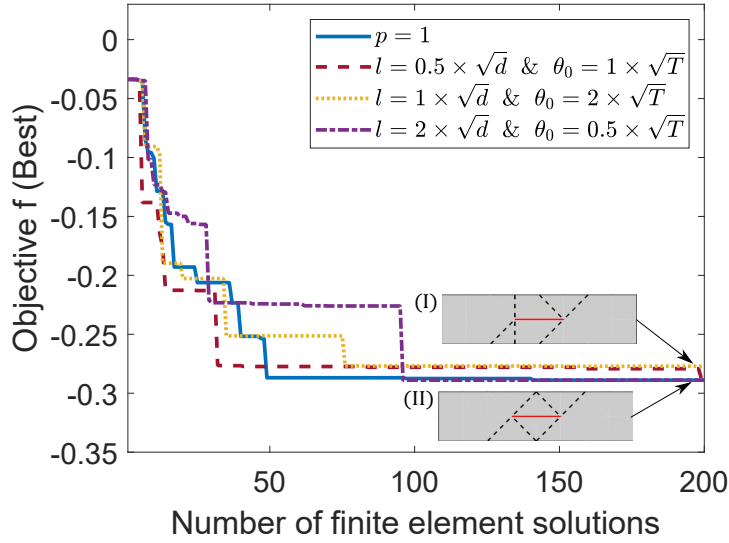 0
-0.05
-0.1
-0.15
-0.2
-0.25
-0.3
-0.35
Objective f (Best)
p = 1
l = 0.5 × √d & θ₀ = 1 × √T
l = 1 × √d & θ₀ = 2 × √T
l = 2 × √d & θ₀ = 0.5 × √T
(I)
(II)
50 100 150 200
Number of finite element solutions